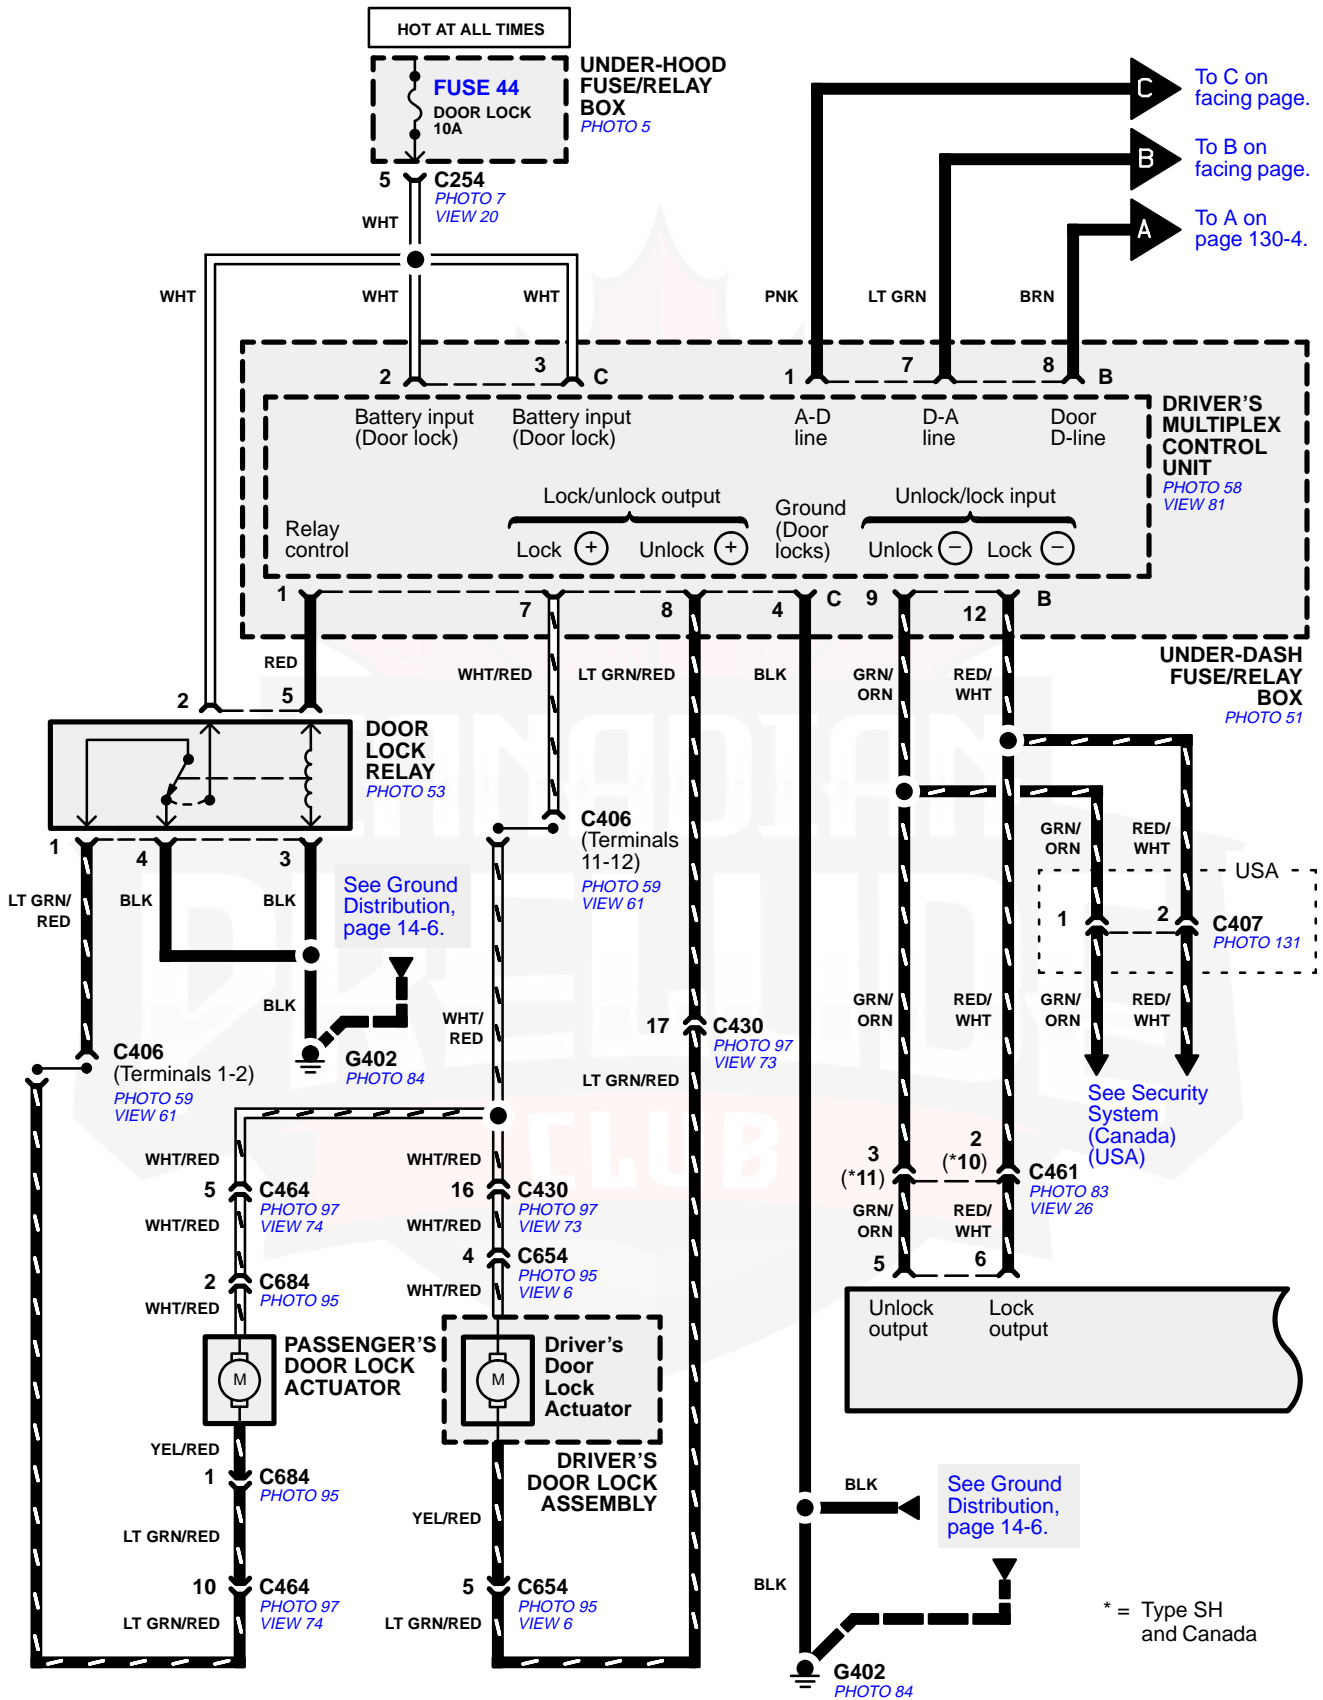 HOT AT ALL TIMES
FUSE 44
DOOR LOCK
10A
UNDER-HOOD
FUSE/RELAY
BOX
PHOTO 5
5
C254
PHOTO 7
VIEW 20
WHT
C
To C on
facing page.
B
To B on
facing page.
A
To A on
page 130-4.
WHT
WHT
WHT
PNK
LT GRN
BRN
2
3
C
1
7
8
B
Battery input
(Door lock)
Battery input
(Door lock)
A-D
line
D-A
line
Door
D-line
DRIVER'S
MULTIPLEX
CONTROL
UNIT
PHOTO 58
VIEW 81
Relay
control
Lock/unlock output
Lock +
Unlock +
Ground
(Door
locks)
Unlock/lock input
Unlock −
Lock −
1
7
8
4
C
9
12
B
UNDER-DASH
FUSE/RELAY
BOX
PHOTO 51
RED
WHT/RED
LT GRN/RED
BLK
GRN/
ORN
RED/
WHT
2
5
DOOR
LOCK
RELAY
PHOTO 53
1
4
3
LT GRN/
RED
BLK
BLK
See Ground
Distribution,
page 14-6.
C406
(Terminals
11-12)
PHOTO 59
VIEW 61
GRN/
ORN
RED/
WHT
USA
1
2
C407
PHOTO 131
BLK
G402
PHOTO 84
WHT/
RED
17
C430
PHOTO 97
VIEW 73
LT GRN/RED
GRN/
ORN
RED/
WHT
GRN/
ORN
RED/
WHT
C406
(Terminals 1-2)
PHOTO 59
VIEW 61
See Security
System
(Canada)
(USA)
WHT/RED
5
C464
PHOTO 97
VIEW 74
WHT/RED
2
C684
PHOTO 95
WHT/RED
WHT/RED
16
C430
PHOTO 97
VIEW 73
WHT/RED
4
C654
PHOTO 95
VIEW 6
WHT/RED
3
(*11)
2
(*10)
C461
PHOTO 83
VIEW 26
GRN/
ORN
RED/
WHT
5
6
Unlock
output
Lock
output
M
PASSENGER'S
DOOR LOCK
ACTUATOR
M
Driver's
Door
Lock
Actuator
DRIVER'S
DOOR LOCK
ASSEMBLY
YEL/RED
1
C684
PHOTO 95
LT GRN/RED
10
C464
PHOTO 97
VIEW 74
LT GRN/RED
YEL/RED
5
C654
PHOTO 95
VIEW 6
LT GRN/RED
BLK
See Ground
Distribution,
page 14-6.
BLK
G402
PHOTO 84
* = Type SH
and Canada
CANADIAN
PRELUDE
CLUB